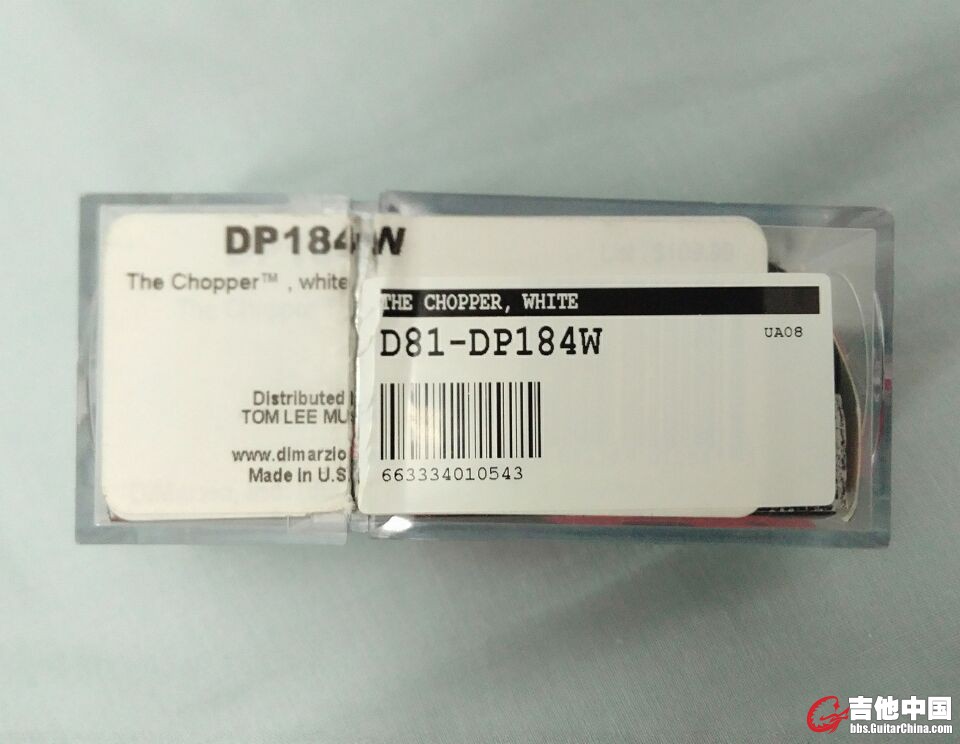 DP184 W
The Chopper™ , white
Distributed
TOM LEE MUS
www.dimarzio
Made In U.S.
THE CHOPPER, WHITE
D81-DP184W
UA08
663334010543
吉他中国
bbs.GuitarChina.com